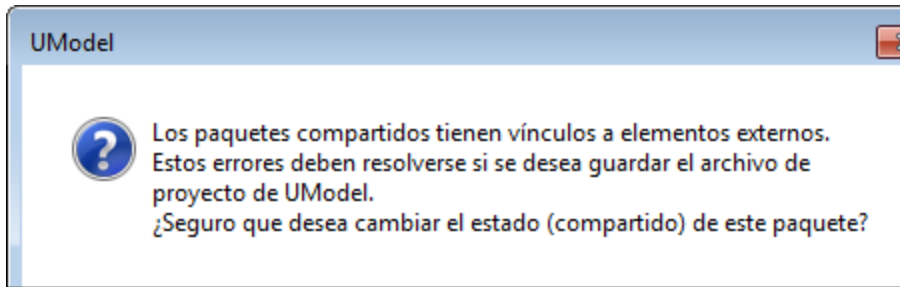 UModel
Los paquetes compartidos tienen vínculos a elementos externos.
Estos errores deben resolverse si se desea guardar el archivo de
proyecto de UModel.
¿Seguro que desea cambiar el estado (compartido) de este paquete?